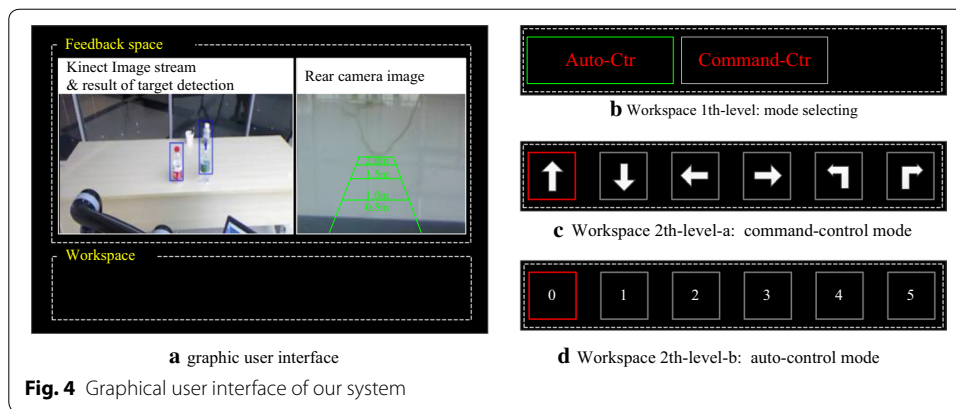 Feedback space
Kinect Image stream
& result of target detection
Rear camera image
1.5m
1.0m
Workspace
a graphic user interface
Auto-Ctr
Command-Ctr
b Workspace 1th-level: mode selecting
c Workspace 2th-level-a: command-control mode
0
1
2
3
4
5
d Workspace 2th-level-b: auto-control mode
Fig. 4 Graphical user interface of our system